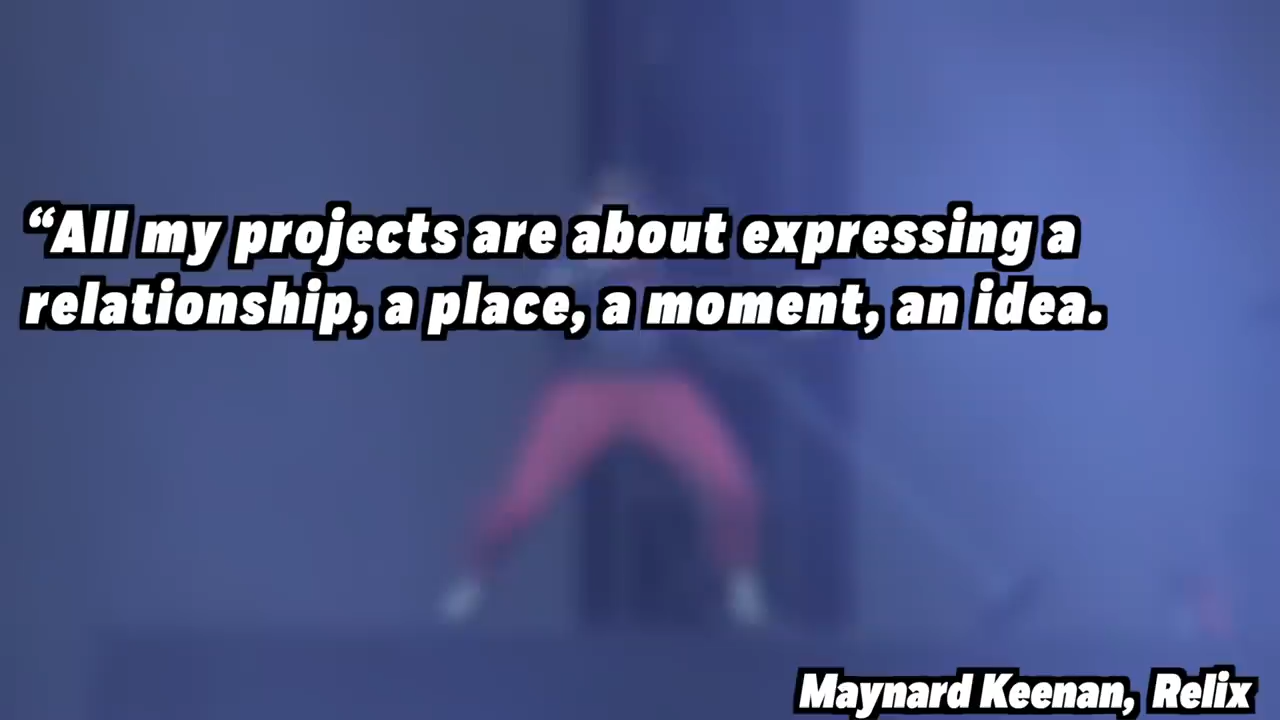 “All my projects are about expressing a
relationship, a place, a moment, an idea.
Maynard Keenan, Relix